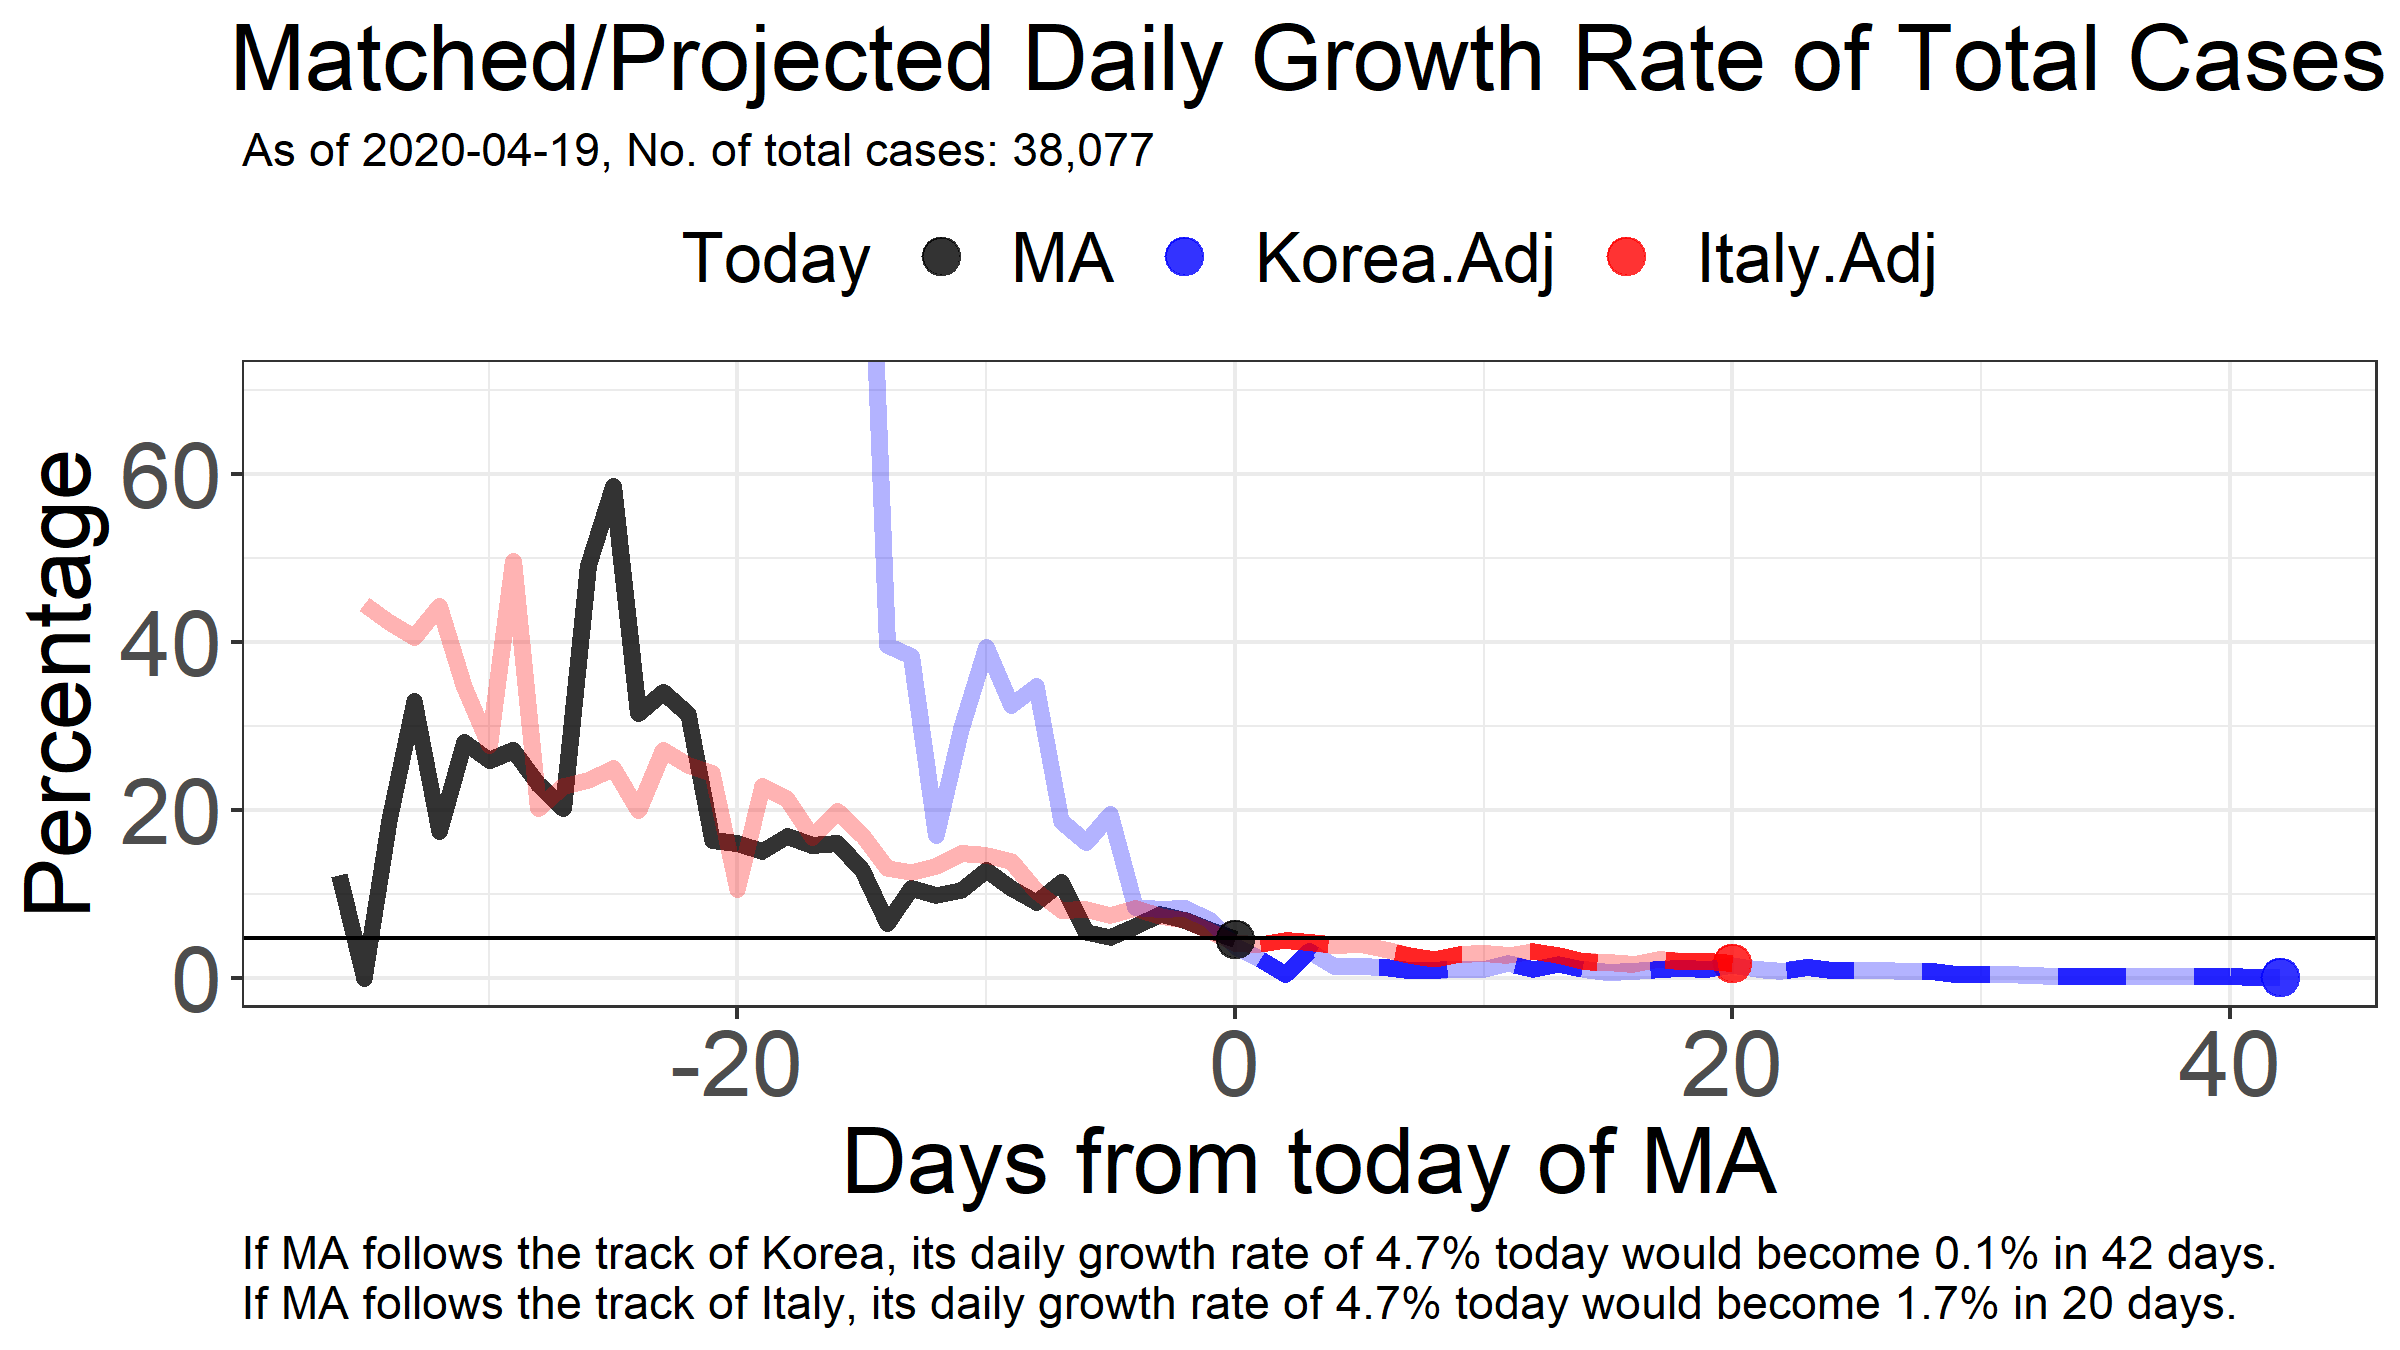 Matched/Projected Daily Growth Rate of Total Cases
As of 2020-04-19, No. of total cases: 38,077
Today MA Korea.Adj Italy.Adj
Percentage
60
40
20
0
-20 0 20 40
Days from today of MA
If MA follows the track of Korea, its daily growth rate of 4.7% today would become 0.1% in 42 days.
If MA follows the track of Italy, its daily growth rate of 4.7% today would become 1.7% in 20 days.